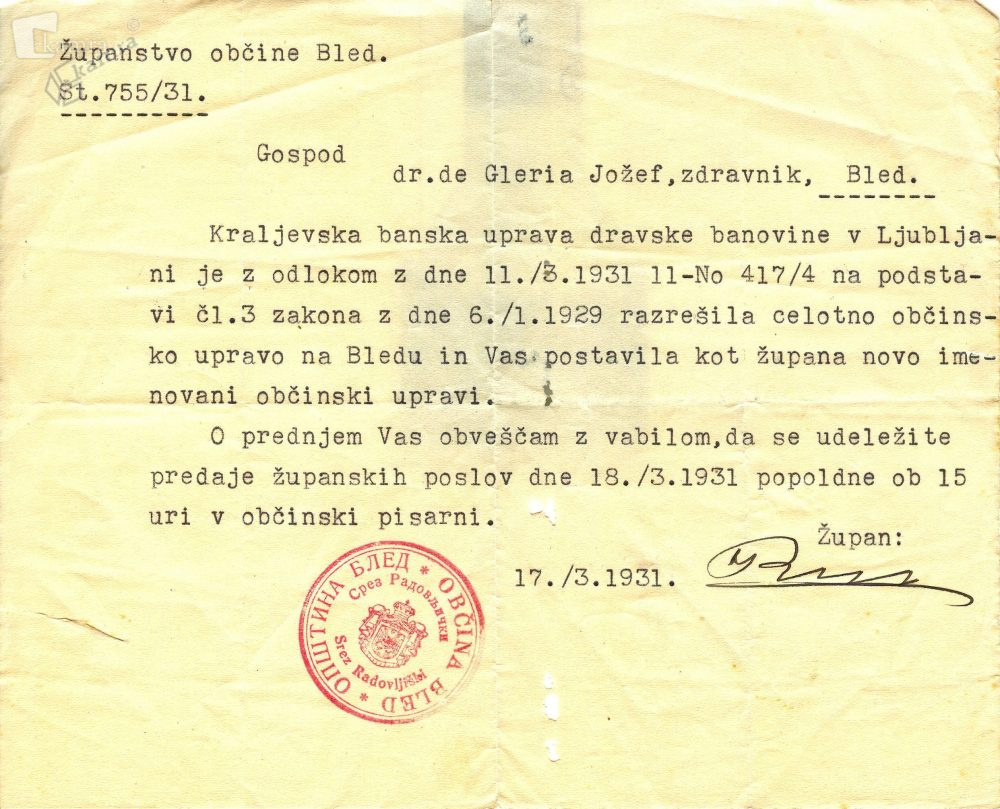 Županstvo občine Bled.
Št.755/31.
Gospod
dr.de Gleria Jožef,zdravnik, Bled.
Kraljevska banska uprava dravske banovine v Ljublja-
ni je z odlokom z dne 11./3.1931 11-No 417/4 na podsta-
vi čl.3 zakona z dne 6./1.1929 razrešila celotno občins-
ko upravo na Bledu in Vas postavila kot župana novo ime-
novani občinski upravi.
O prednjem Vas obveščam z vabilom,da se udeležite
predaje županskih poslov dne 18./3.1931 popoldne ob 15
uri v občinski pisarni.
Župan:
17./3.1931.
ОПШТИНА БЛЕД * OBČINA BLED *
Срез Радовљички
Srez Radovljiški